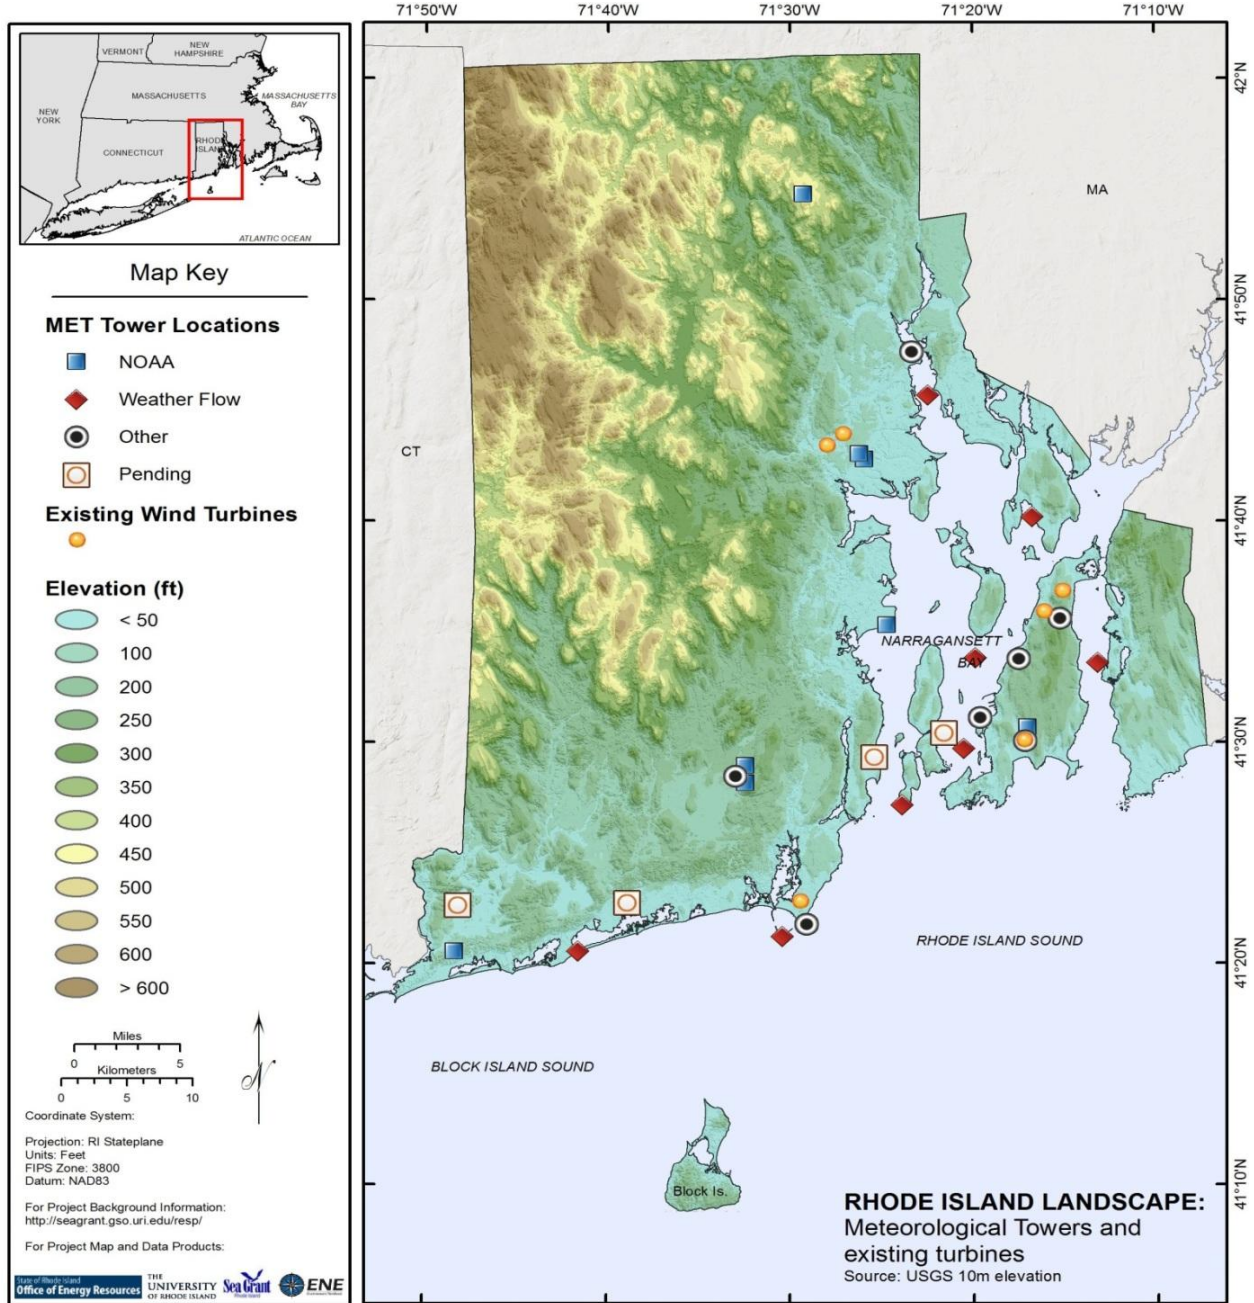 VERMONT
NEW
HAMPSHIRE
MASSACHUSETTS
MASSACHUSETTS
BAY
NEW
YORK
CONNECTICUT
RHODE
ISLAND
ATLANTIC OCEAN
Map Key
MET Tower Locations
NOAA
Weather Flow
Other
Pending
Existing Wind Turbines
Elevation (ft)
< 50
100
200
250
300
350
400
450
500
550
600
> 600
Miles
0 5
Kilometers
0 5 10
N
Coordinate System:
Projection: RI Stateplane
Units: Feet
FIPS Zone: 3800
Datum: NAD83
For Project Background Information:
http://seagrant.gso.uri.edu/resp/
For Project Map and Data Products:
State of Rhode Island
Office of Energy Resources
THE
UNIVERSITY
OF RHODE ISLAND
Sea Grant
Rhode Island
ENE
71°50'W 71°40'W 71°30'W 71°20'W 71°10'W
42°N
41°50'N
41°40'N
41°30'N
41°20'N
41°10'N
MA
CT
NARRAGANSETT
BAY
RHODE ISLAND SOUND
BLOCK ISLAND SOUND
Block Is.
RHODE ISLAND LANDSCAPE:
Meteorological Towers and
existing turbines
Source: USGS 10m elevation